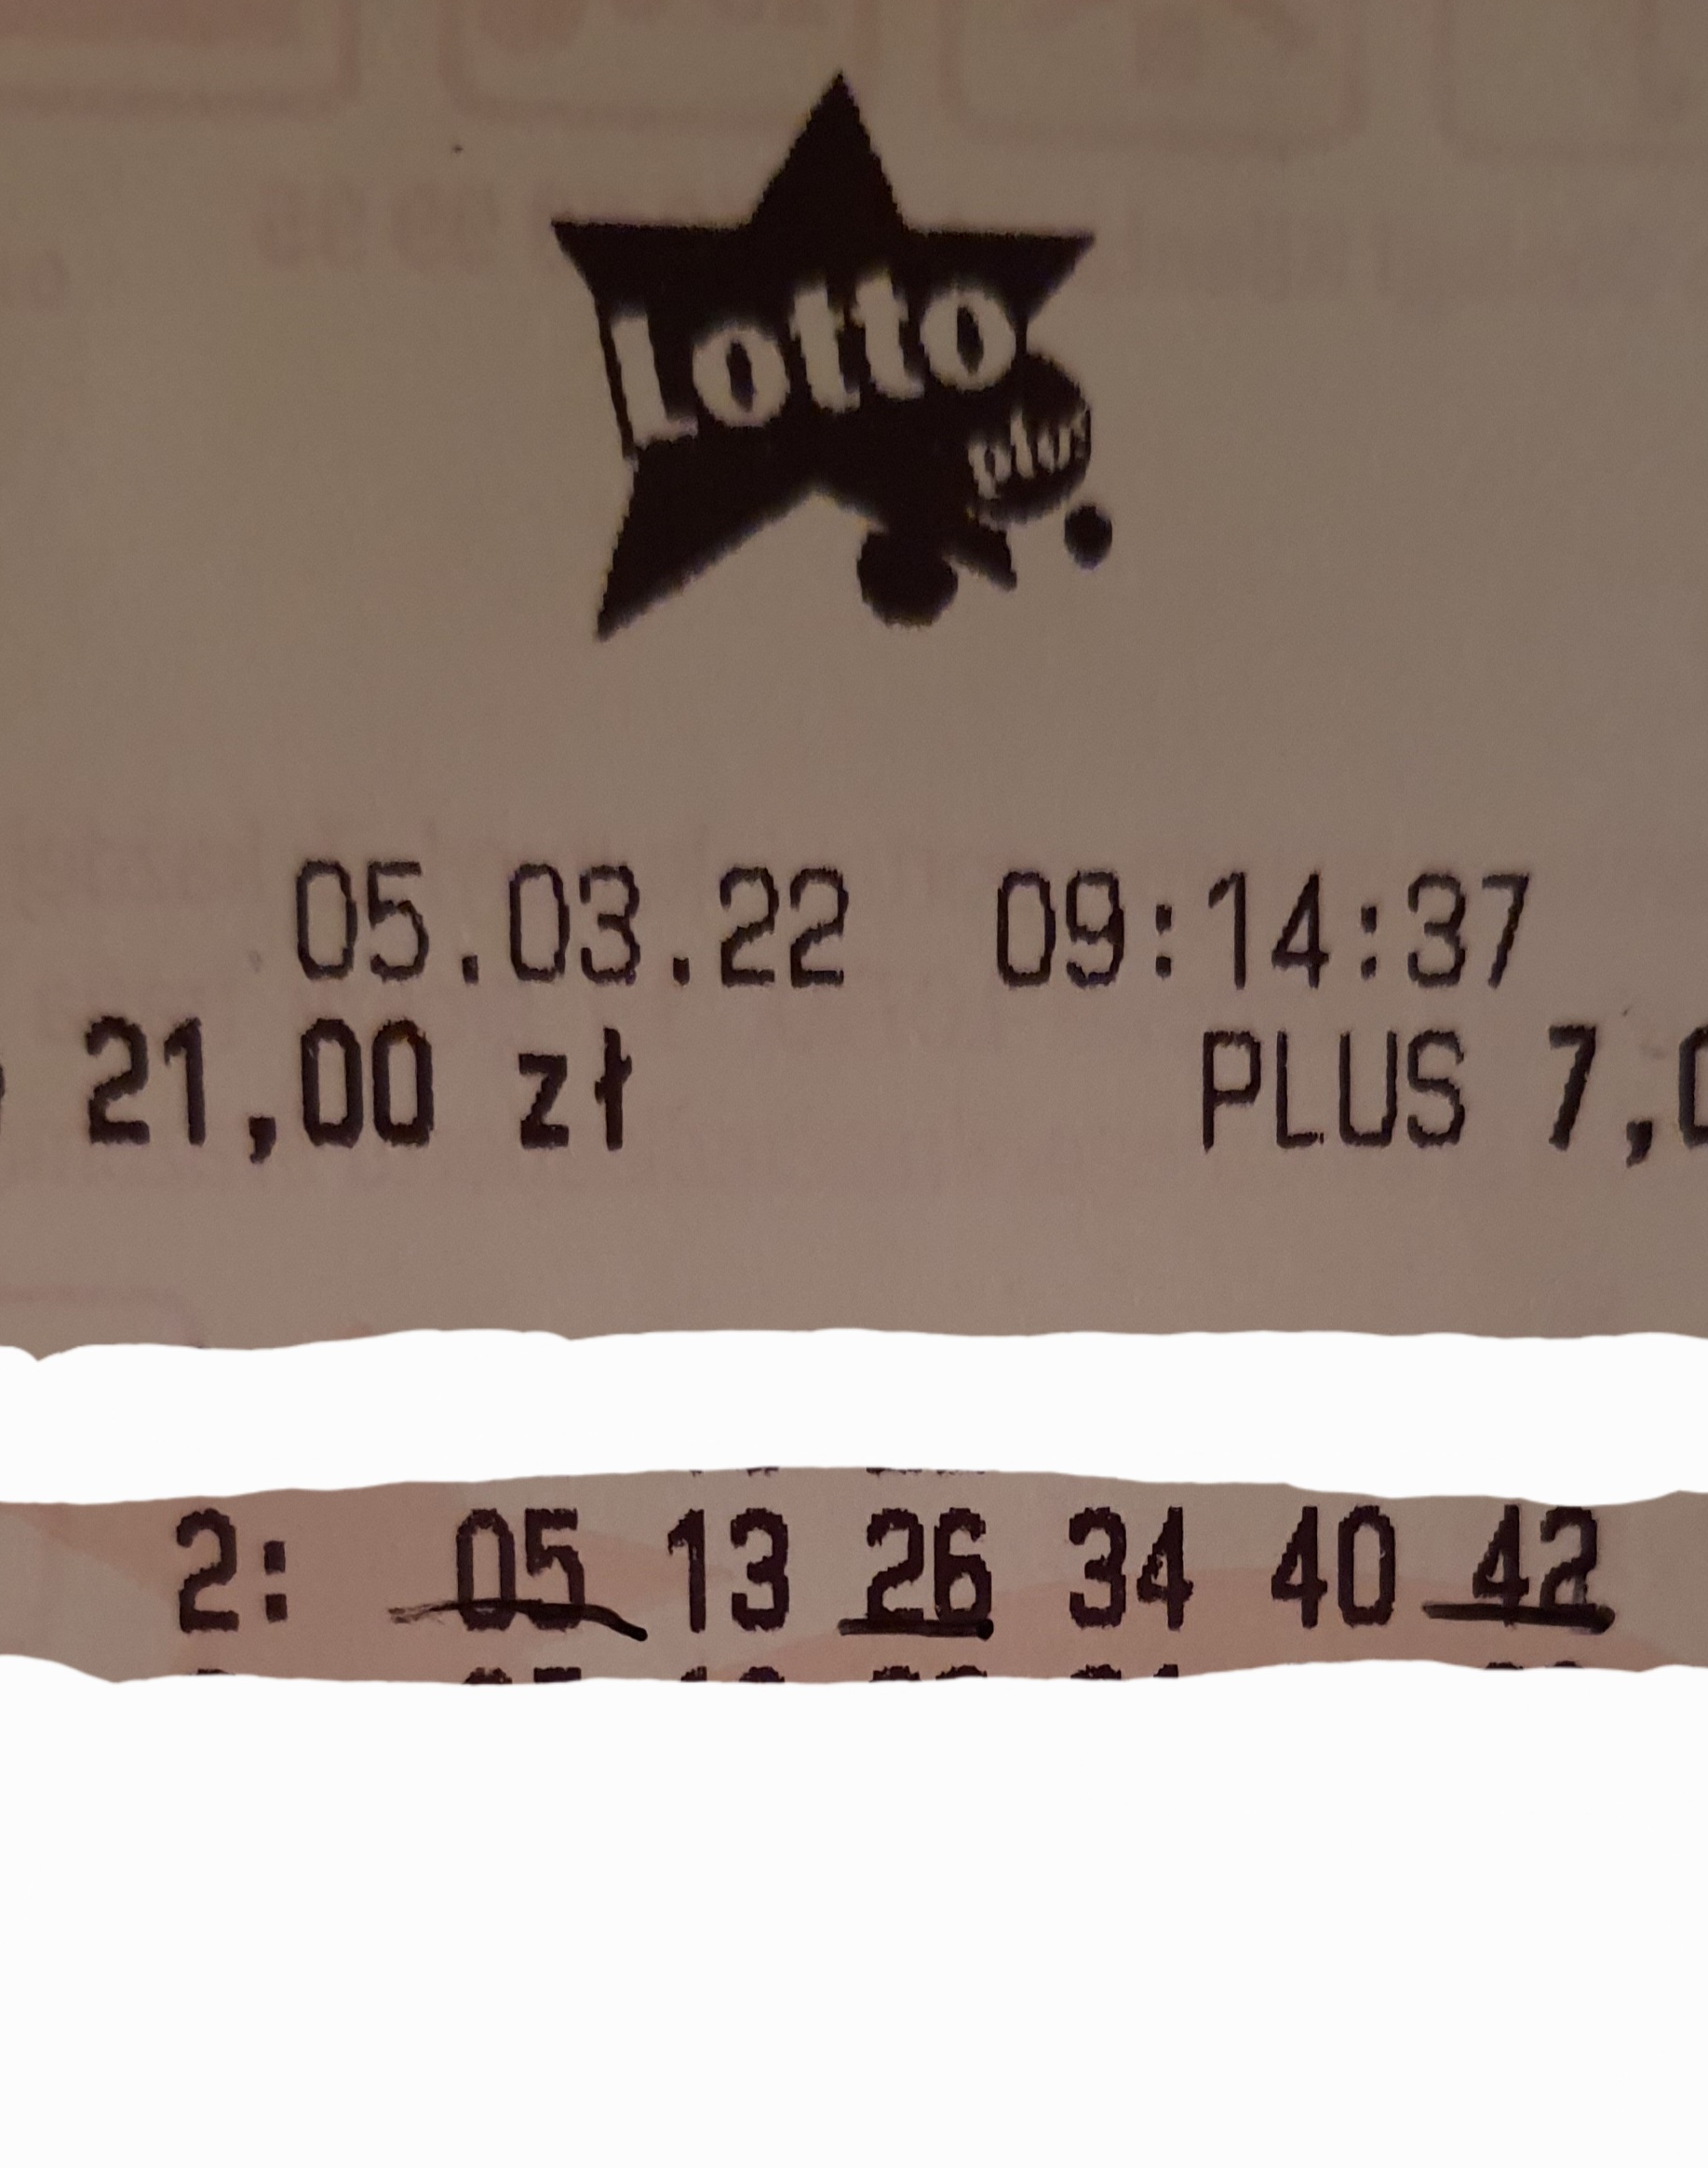 Lotto
plus
05.03.22 09:14:37
21,00 zł PLUS 7,0
2: 05 13 26 34 40 42